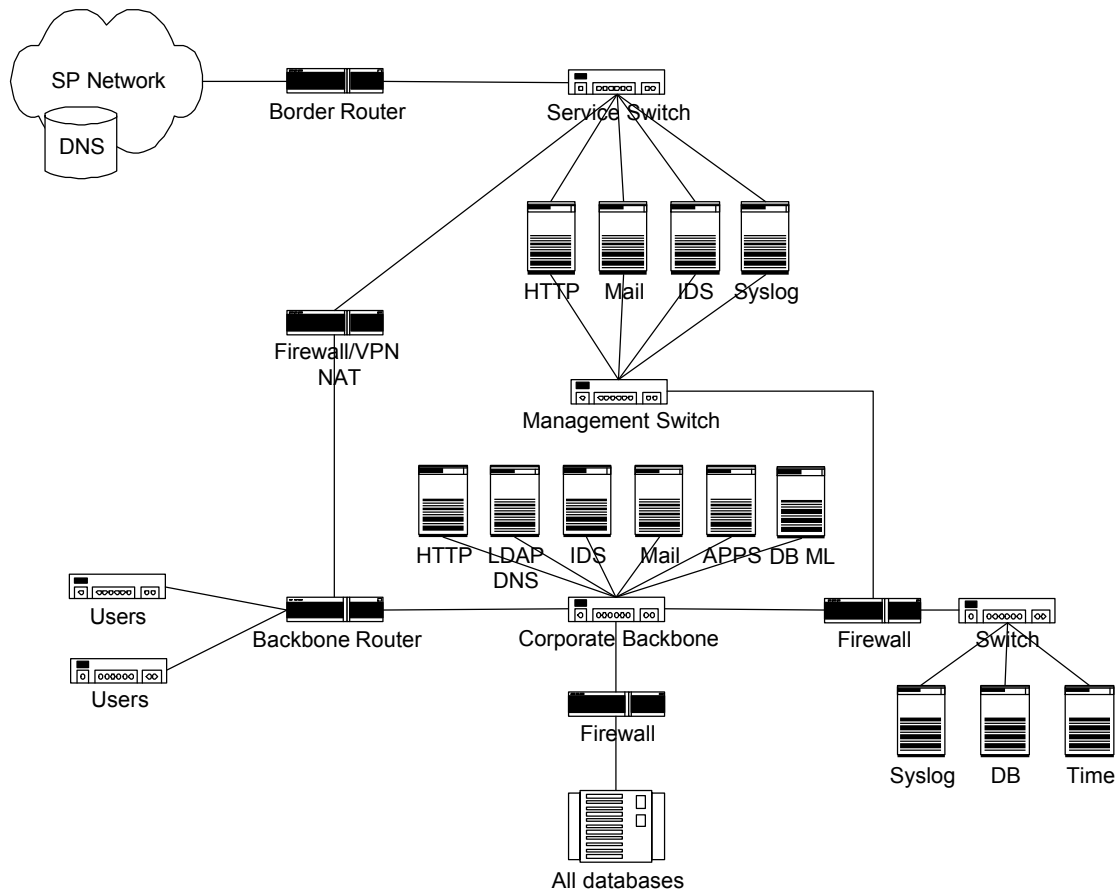 SP Network
DNS
Border Router
Service Switch
HTTP
Mail
IDS
Syslog
Firewall/VPN
NAT
Management Switch
HTTP
LDAP
DNS
IDS
Mail
APPS
DB ML
Users
Users
Backbone Router
Corporate Backbone
Firewall
Switch
Firewall
Syslog
DB
Time
All databases